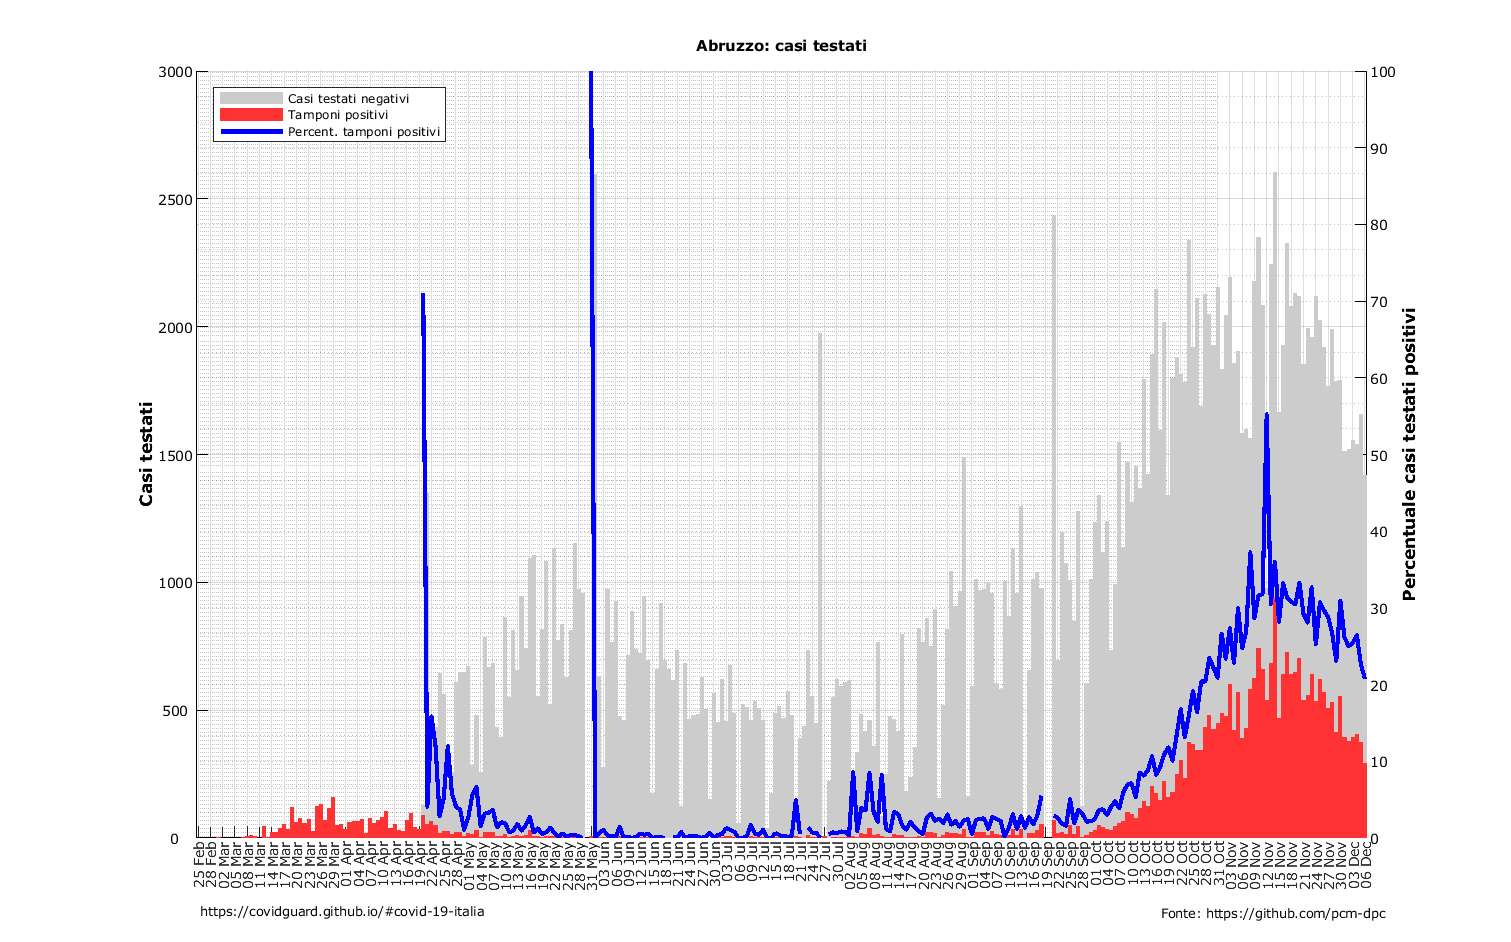 Abruzzo: casi testati
3000
2500
2000
1500
1000
500
0
Casi testati
Casi testati negativi
Tamponi positivi
Percent. tamponi positivi
100
90
80
70
60
50
40
30
20
10
0
Percentuale casi testati positivi
25 Feb
28 Feb
02 Mar
05 Mar
08 Mar
11 Mar
14 Mar
17 Mar
20 Mar
23 Mar
26 Mar
29 Mar
01 Apr
04 Apr
07 Apr
10 Apr
13 Apr
16 Apr
19 Apr
22 Apr
25 Apr
28 Apr
01 May
04 May
07 May
10 May
13 May
16 May
19 May
22 May
25 May
28 May
31 May
03 Jun
06 Jun
09 Jun
12 Jun
15 Jun
18 Jun
21 Jun
24 Jun
27 Jun
30 Jun
03 Jul
06 Jul
09 Jul
12 Jul
15 Jul
18 Jul
21 Jul
24 Jul
27 Jul
30 Jul
02 Aug
05 Aug
08 Aug
11 Aug
14 Aug
17 Aug
20 Aug
23 Aug
26 Aug
29 Aug
01 Sep
04 Sep
07 Sep
10 Sep
13 Sep
16 Sep
19 Sep
22 Sep
25 Sep
28 Sep
01 Oct
04 Oct
07 Oct
10 Oct
13 Oct
16 Oct
19 Oct
22 Oct
25 Oct
28 Oct
31 Oct
03 Nov
06 Nov
09 Nov
12 Nov
15 Nov
18 Nov
21 Nov
24 Nov
27 Nov
30 Nov
03 Dec
06 Dec
https://covidguard.github.io/#covid-19-italia
Fonte: https://github.com/pcm-dpc